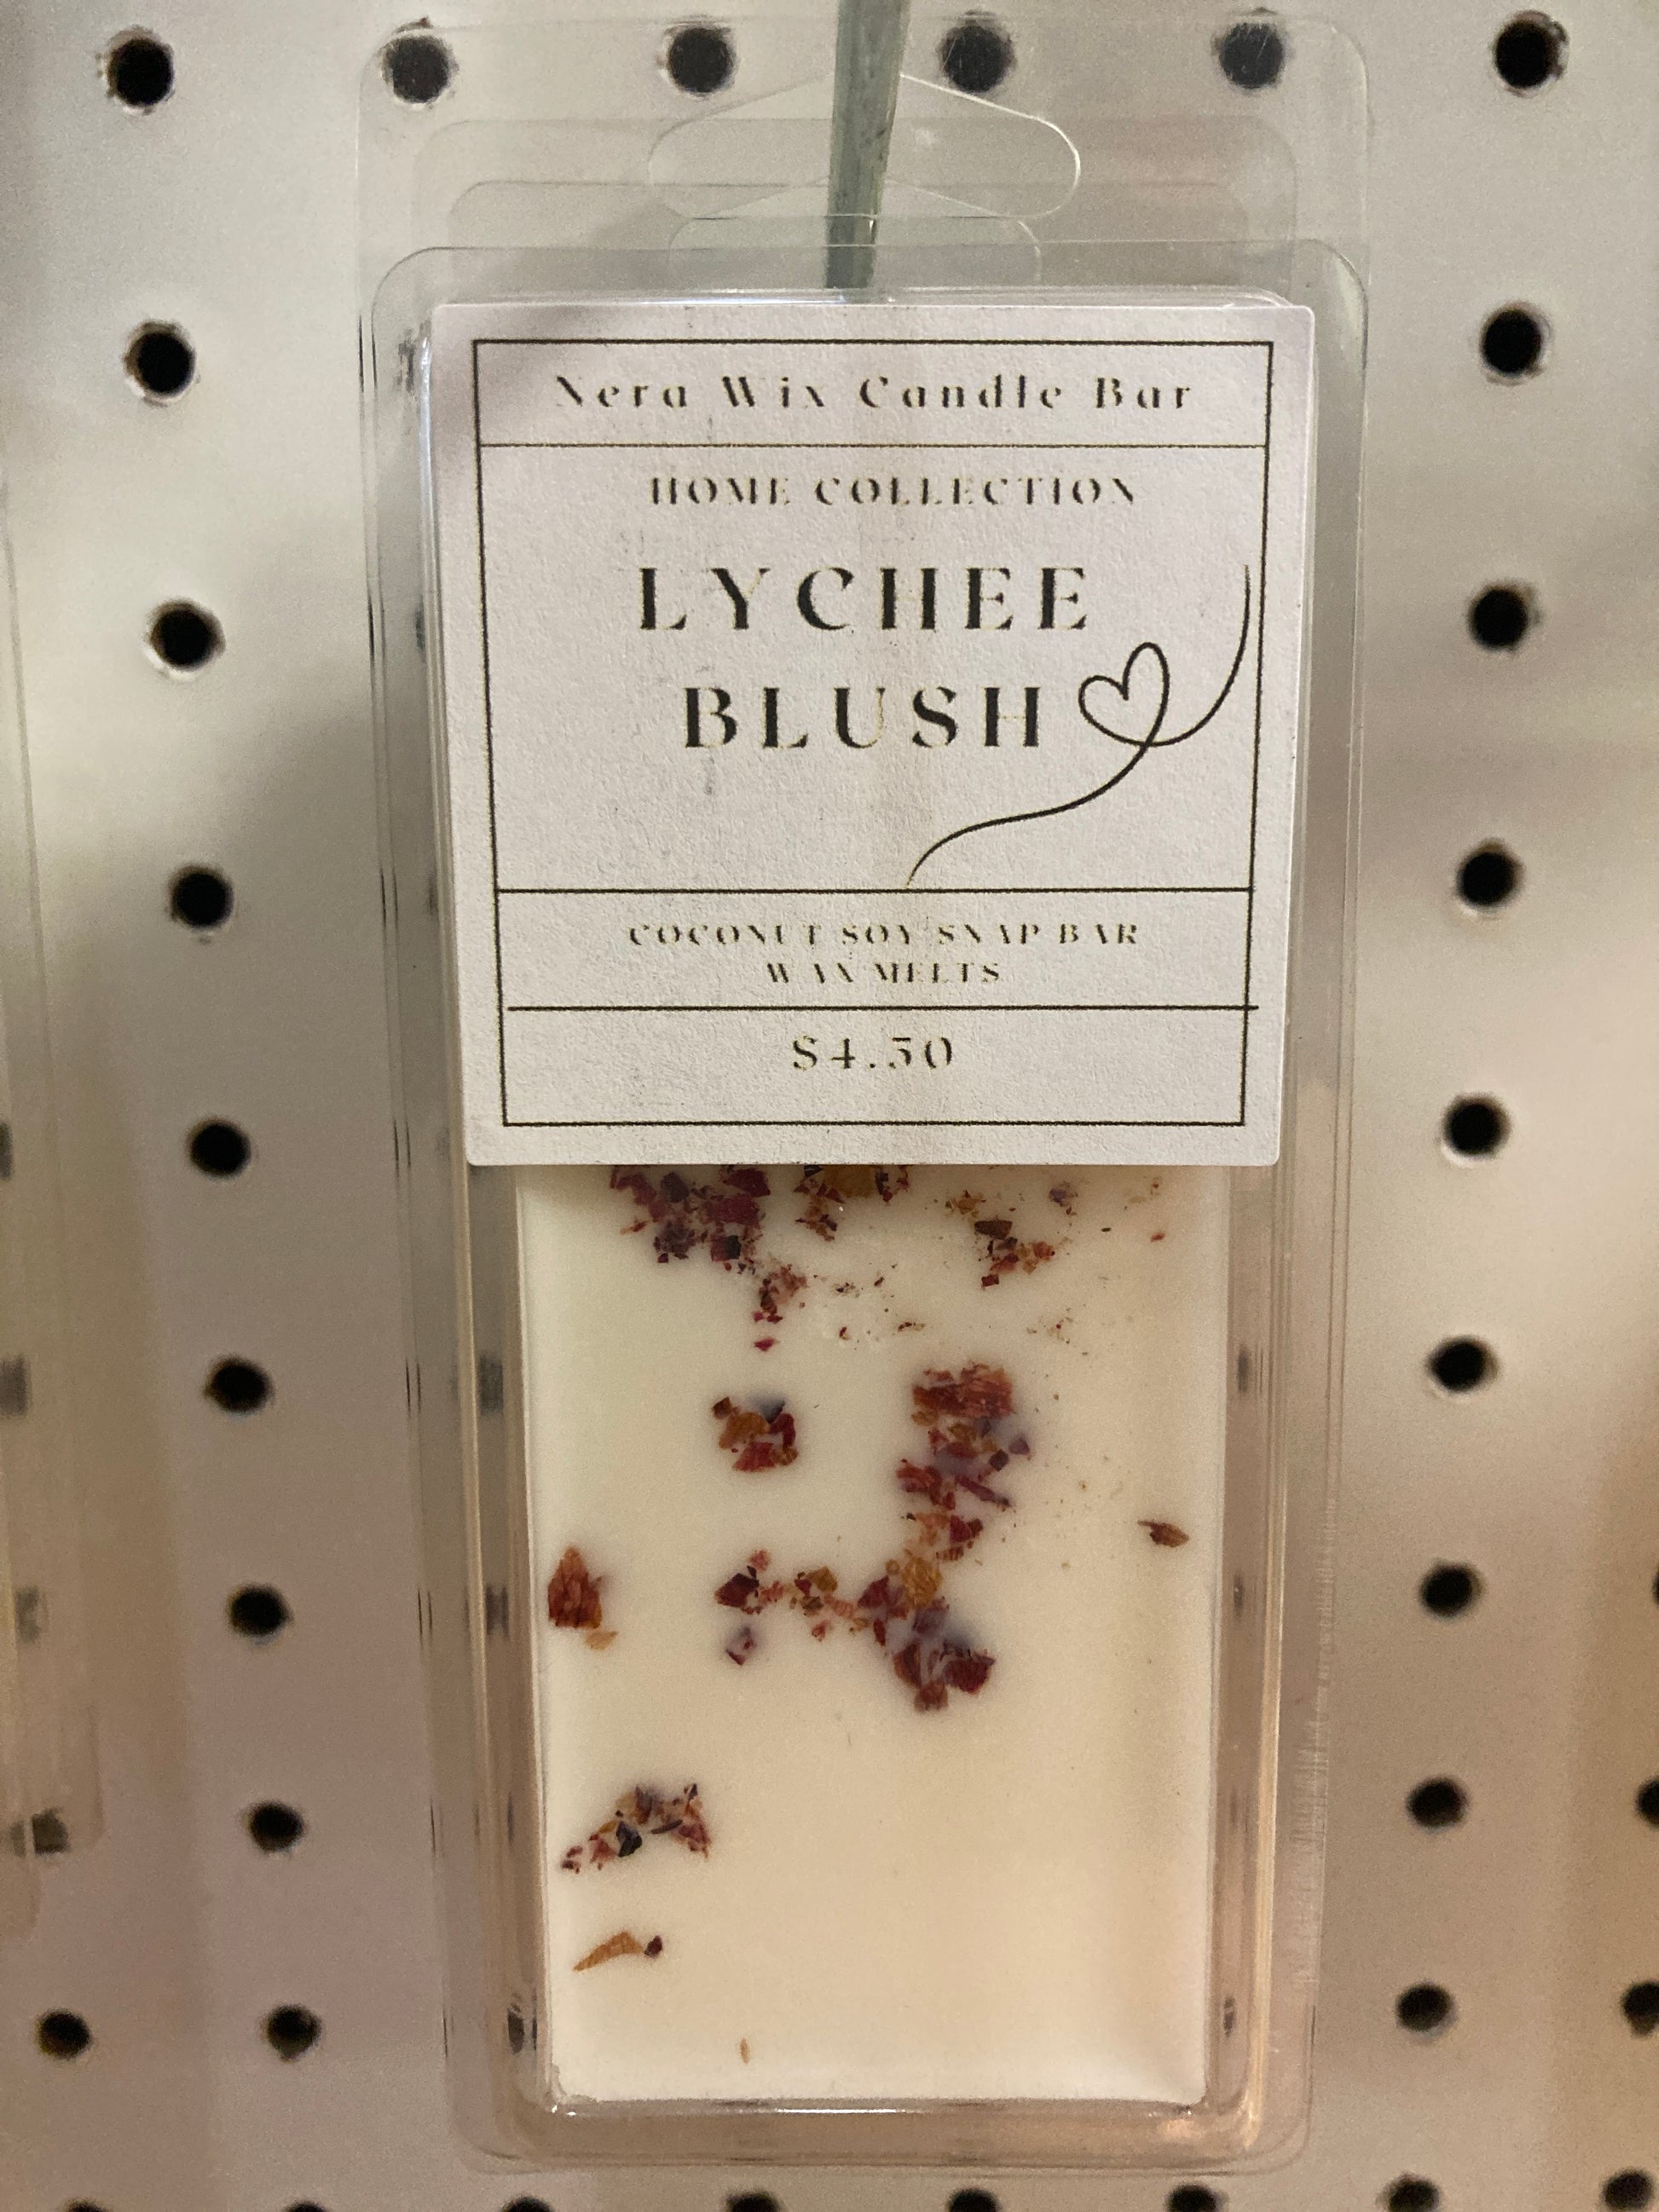 Nera Wix Candle Bar
HOME COLLECTION
LYCHEE
BLUSH
COCONUT SOY SNAP BAR
WAX MELTS
$4.50